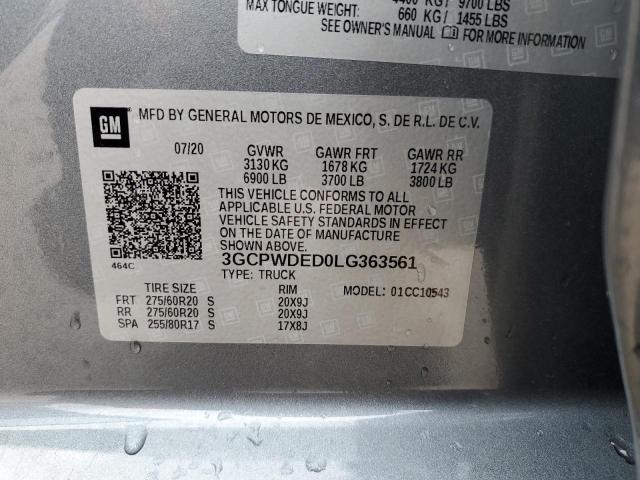 4400 KG/ 9700 LBS
MAX TONGUE WEIGHT: 660 KG/ 1455 LBS
SEE OWNER'S MANUAL FOR MORE INFORMATION
GM
MFD BY GENERAL MOTORS DE MEXICO, S. DE R.L. DE C.V.
07/20 GVWR GAWR FRT GAWR RR
3130 KG 1678 KG 1724 KG
6900 LB 3700 LB 3800 LB
THIS VEHICLE CONFORMS TO ALL
APPLICABLE U.S. FEDERAL MOTOR
VEHICLE SAFETY STANDARDS IN EFFECT
ON THE DATE OF MANUFACTURE
SHOWN ABOVE.
464C
3GCPWDED0LG363561
TYPE: TRUCK
TIRE SIZE RIM MODEL: 01CC10543
FRT 275/60R20 S 20X9J
RR 275/60R20 S 20X9J
SPA 255/80R17 S 17X8J